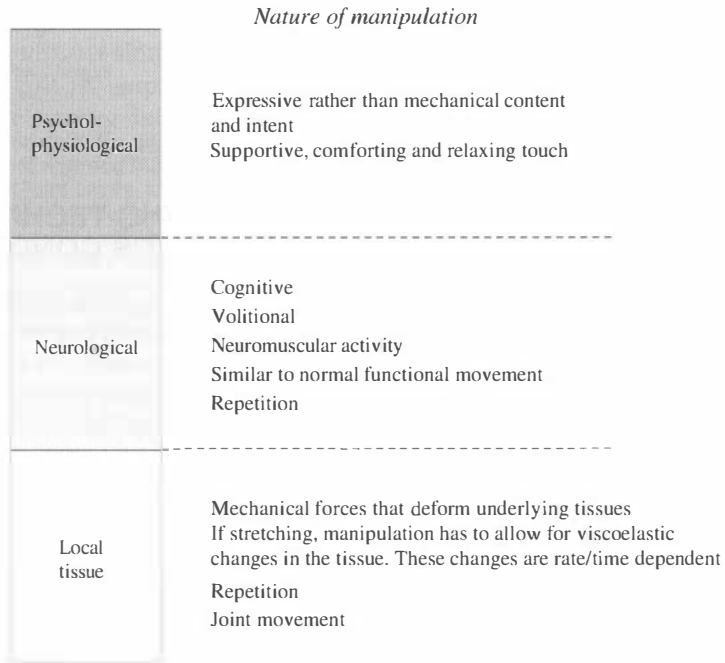 Nature of manipulation
Psychol-
physiological
Expressive rather than mechanical content
and intent
Supportive, comforting and relaxing touch
Neurological
Cognitive
Volitional
Neuromuscular activity
Similar to normal functional movement
Repetition
Local
tissue
Mechanical forces that deform underlying tissues
If stretching, manipulation has to allow for viscoelastic
changes in the tissue. These changes are rate/time dependent
Repetition
Joint movement